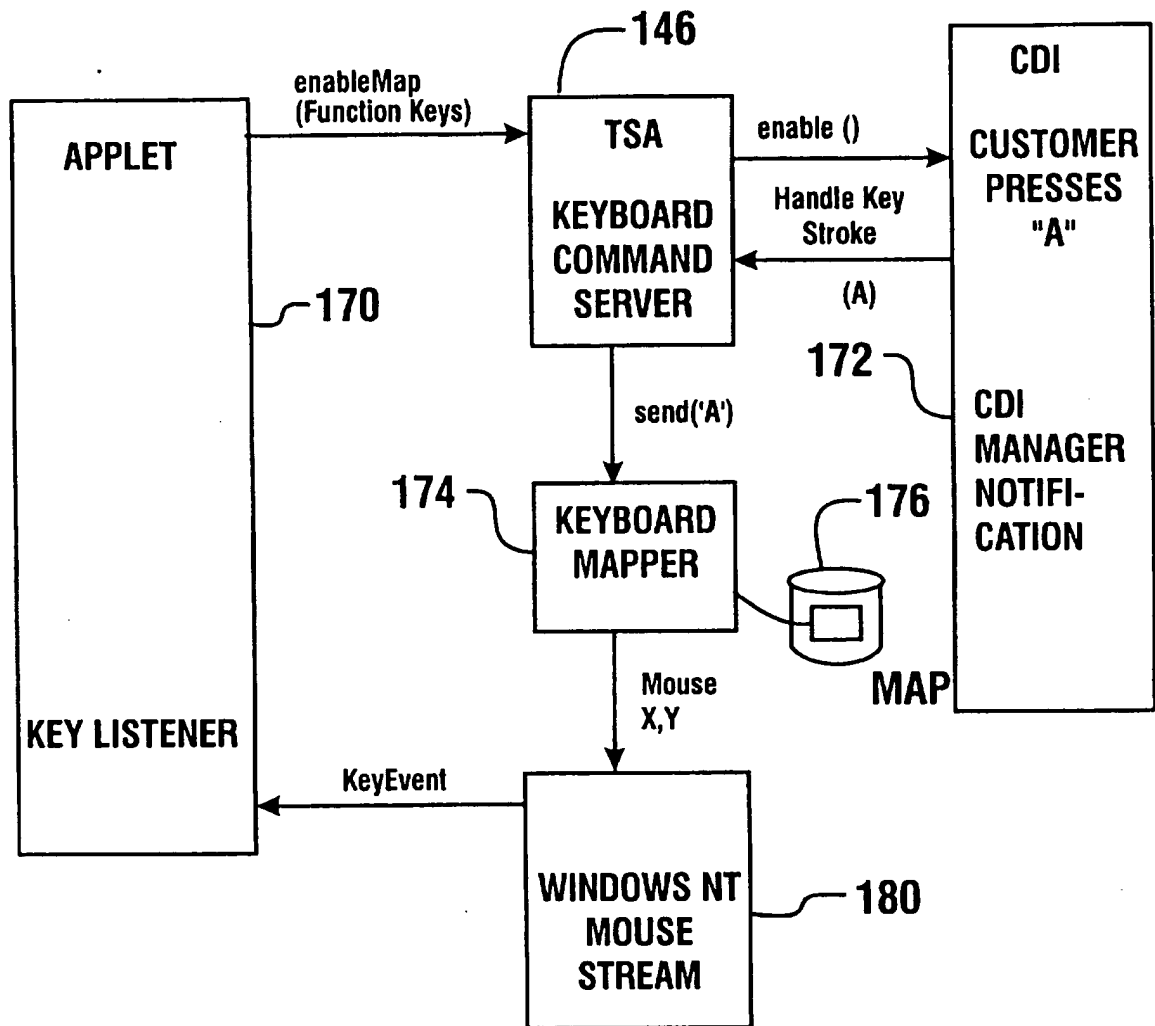 146
CDI
enableMap
(Function Keys)
APPLET
TSA
KEYBOARD
COMMAND
SERVER
enable ()
CUSTOMER
PRESSES
"A"
Handle Key
Stroke
(A)
170
172
CDI
MANAGER
NOTIFI-
CATION
send('A')
174
KEYBOARD
MAPPER
176
MAP
Mouse
X,Y
KEY LISTENER
KeyEvent
WINDOWS NT
MOUSE
STREAM
180